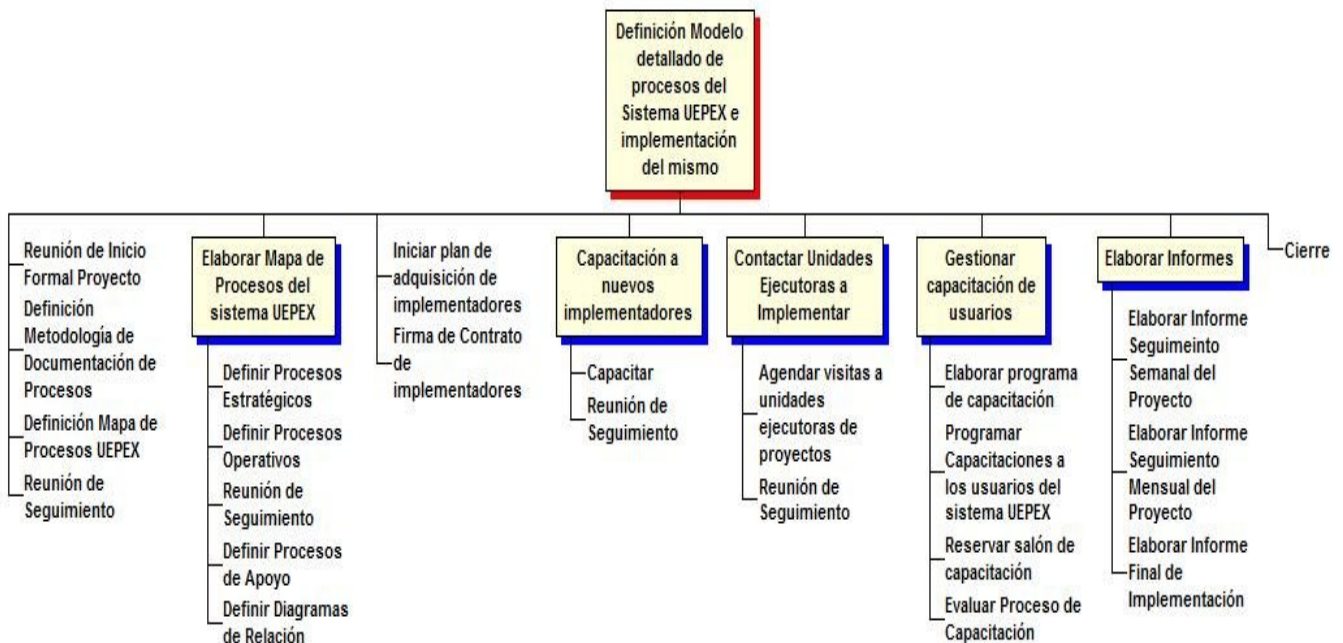 Definición Modelo
detallado de
procesos del
Sistema UEPEX e
implementación
del mismo
Reunión de Inicio
Formal Proyecto
Definición
Metodología de
Documentación de
Procesos
Definición Mapa de
Procesos UEPEX
Reunión de
Seguimiento
Elaborar Mapa de
Procesos del
sistema UEPEX
Definir Procesos
Estratégicos
Definir Procesos
Operativos
Reunión de
Seguimiento
Definir Procesos
de Apoyo
Definir Diagramas
de Relación
Iniciar plan de
adquisición de
implementadores
Firma de Contrato
de
implementadores
Capacitación a
nuevos
implementadores
Capacitar
Reunión de
Seguimiento
Contactar Unidades
Ejecutoras a
Implementar
Agendar visitas a
unidades
ejecutoras de
proyectos
Reunión de
Seguimiento
Gestionar
capacitación de
usuarios
Elaborar programa
de capacitación
Programar
Capacitaciones a
los usuarios del
sistema UEPEX
Reservar salón de
capacitación
Evaluar Proceso de
Capacitación
Elaborar Informes
Elaborar Informe
Seguimeinto
Semanal del
Proyecto
Elaborar Informe
Seguimiento
Mensual del
Proyecto
Elaborar Informe
Final de
Implementación
Cierre